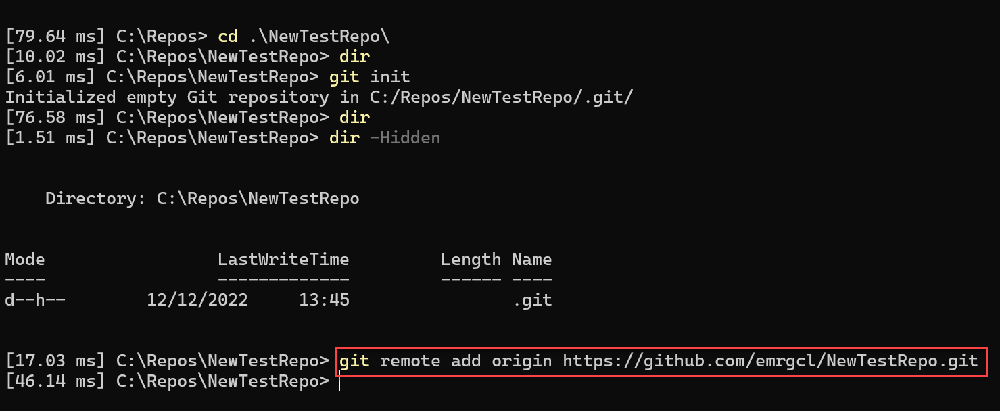 [79.64 ms] C:\Repos> cd .\NewTestRepo\
[10.02 ms] C:\Repos\NewTestRepo> dir
[6.01 ms] C:\Repos\NewTestRepo> git init
Initialized empty Git repository in C:/Repos/NewTestRepo/.git/
[76.58 ms] C:\Repos\NewTestRepo> dir
[1.51 ms] C:\Repos\NewTestRepo> dir -Hidden
    Directory: C:\Repos\NewTestRepo
Mode                 LastWriteTime         Length Name
----                 -------------         ------ ----
d--h--        12/12/2022     13:45                .git
[17.03 ms] C:\Repos\NewTestRepo> git remote add origin https://github.com/emrgcl/NewTestRepo.git
[46.14 ms] C:\Repos\NewTestRepo>